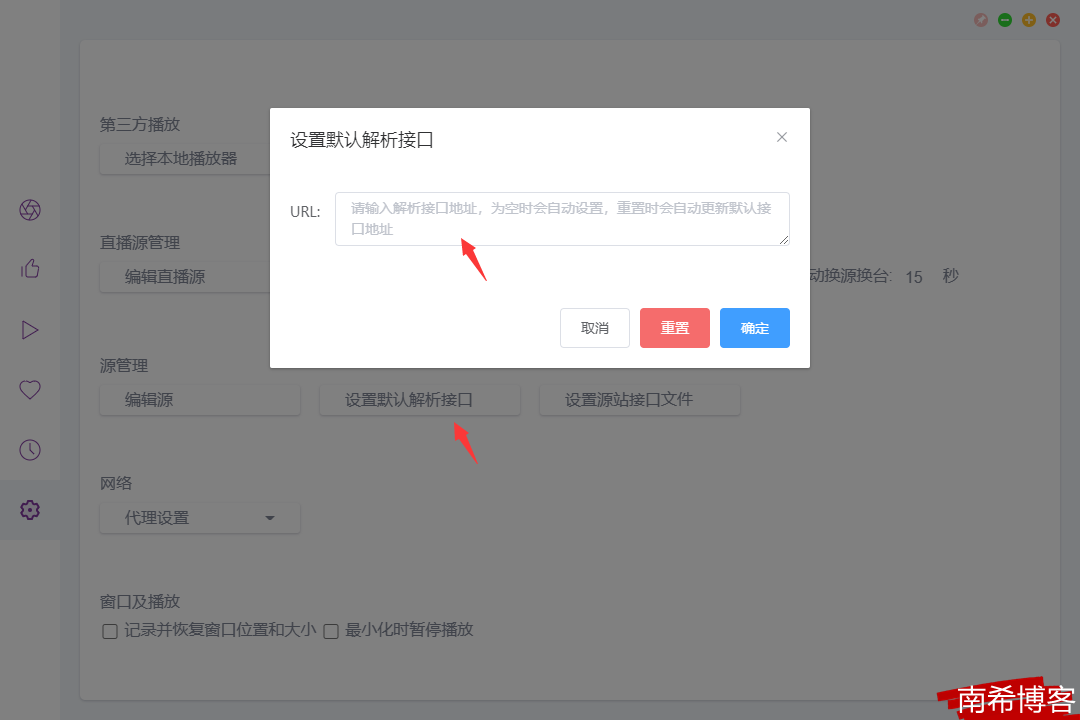 第三方播放
选择本地播放器
设置默认解析接口
URL:
请输入解析接口地址，为空时会自动设置，重置时会自动更新默认接
口地址
取消
重置
确定
直播源管理
编辑直播源
动换源换台:
15
秒
源管理
编辑源
设置默认解析接口
设置源站接口文件
网络
代理设置
窗口及播放
记录并恢复窗口位置和大小
最小化时暂停播放
南希博客